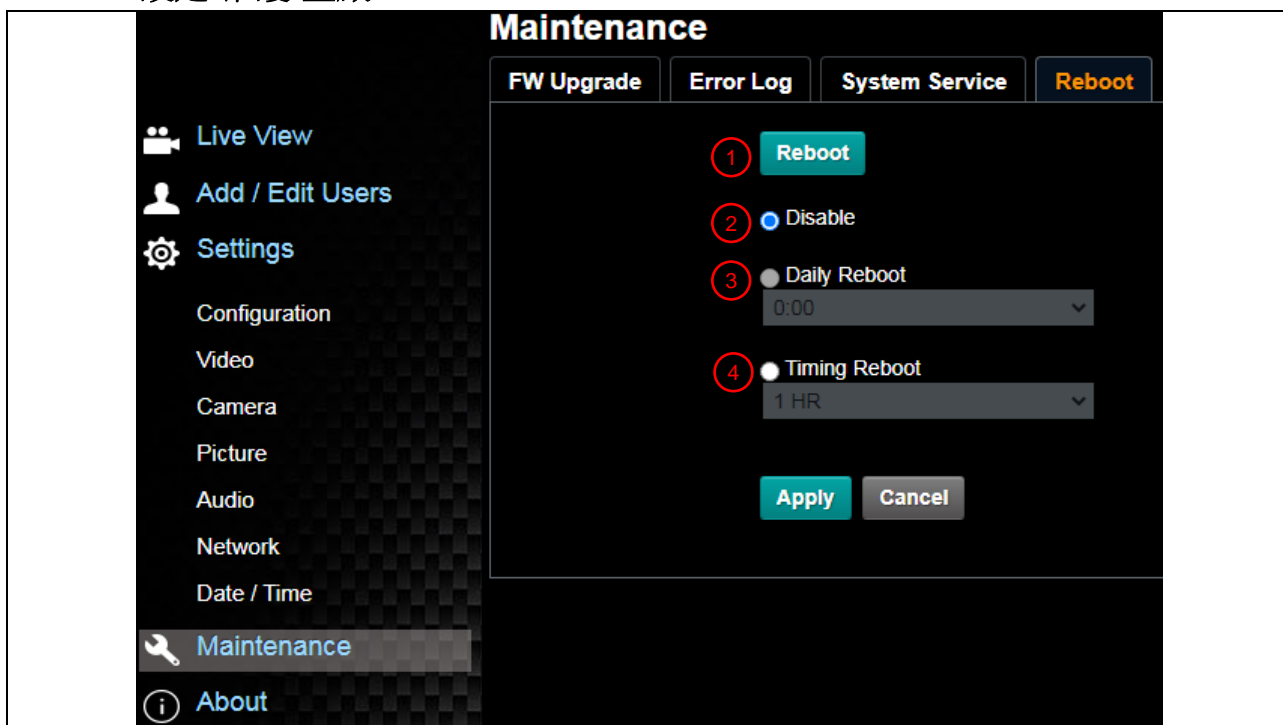 Maintenance
FW Upgrade Error Log System Service Reboot
Live View
Add / Edit Users
Settings
Configuration
Video
Camera
Picture
Audio
Network
Date / Time
Maintenance
About
1 Reboot
2 Disable
3 Daily Reboot
0:00
4 Timing Reboot
1 HR
Apply Cancel